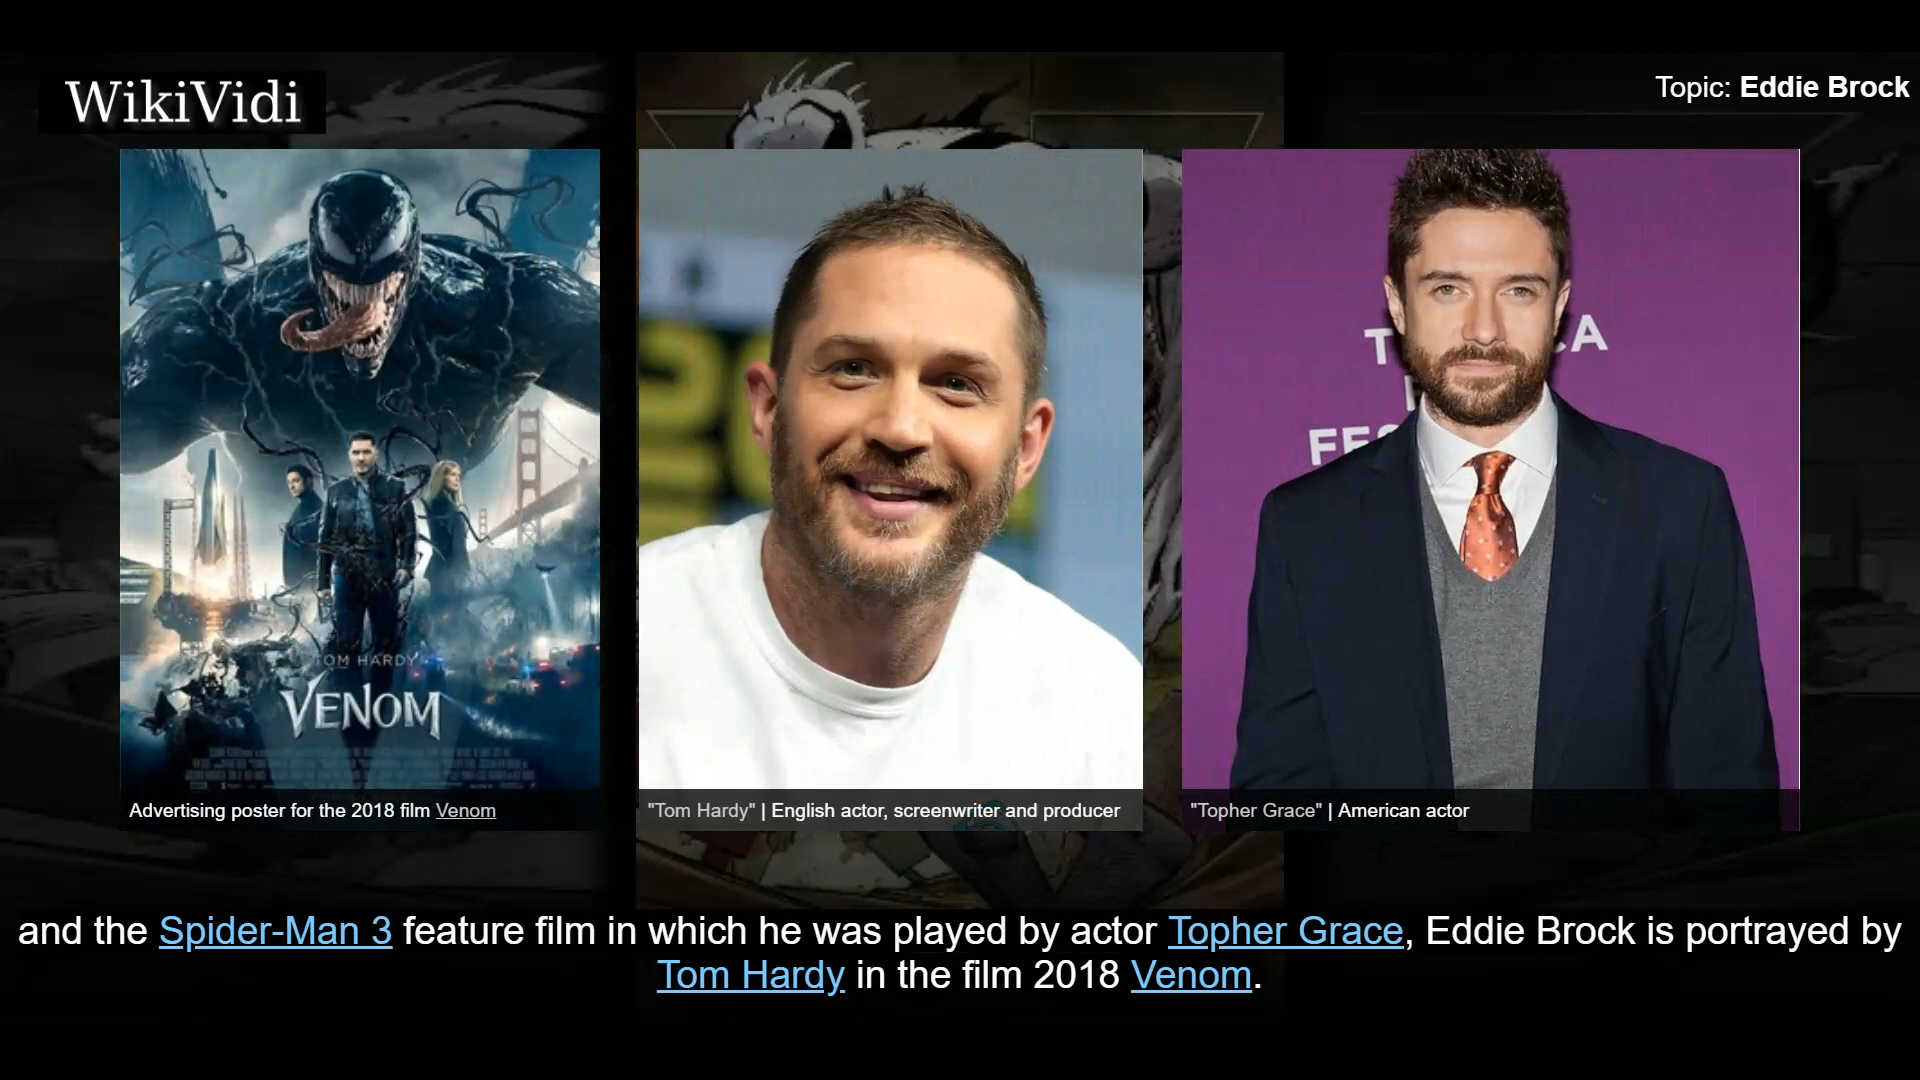 WikiVidi
Topic: Eddie Brock
TOM HARDY
VENOM
Advertising poster for the 2018 film Venom
"Tom Hardy" | English actor, screenwriter and producer
"Topher Grace" | American actor
and the Spider-Man 3 feature film in which he was played by actor Topher Grace, Eddie Brock is portrayed by
Tom Hardy in the film 2018 Venom.